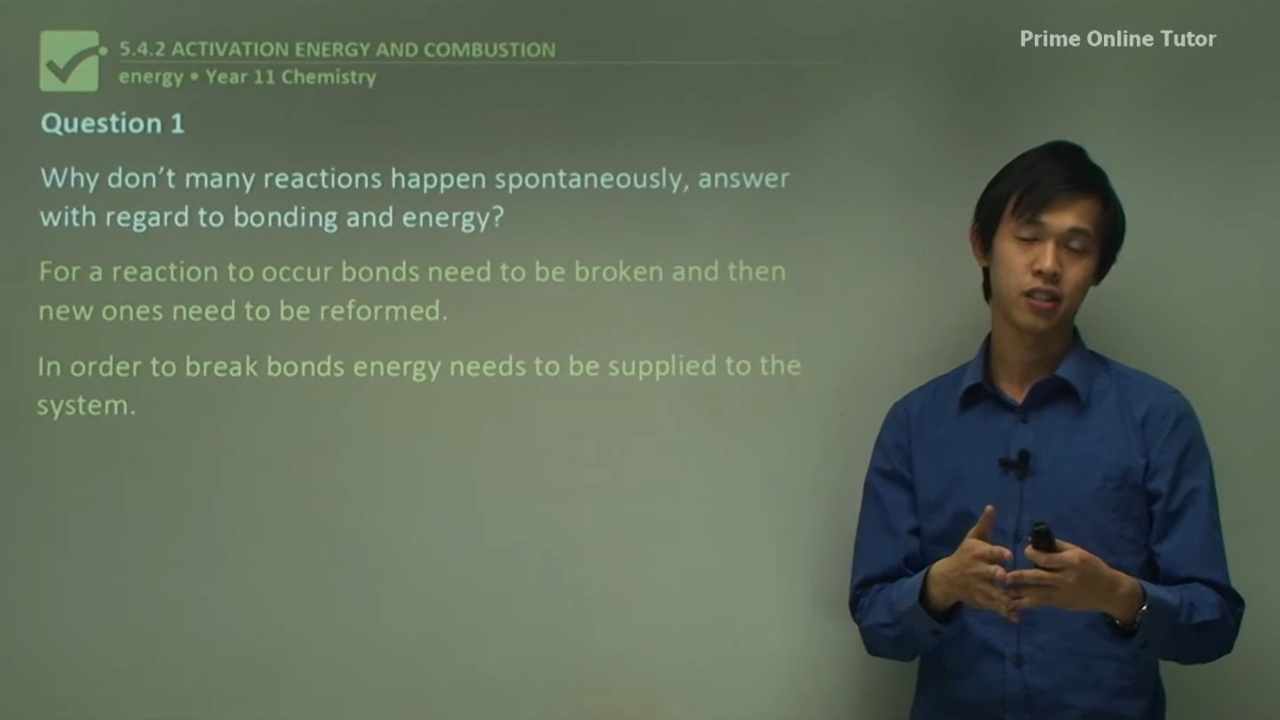 5.4.2 ACTIVATION ENERGY AND COMBUSTION
energy • Year 11 Chemistry
Prime Online Tutor
Question 1
Why don't many reactions happen spontaneously, answer
with regard to bonding and energy?
For a reaction to occur bonds need to be broken and then
new ones need to be reformed.
In order to break bonds energy needs to be supplied to the
system.